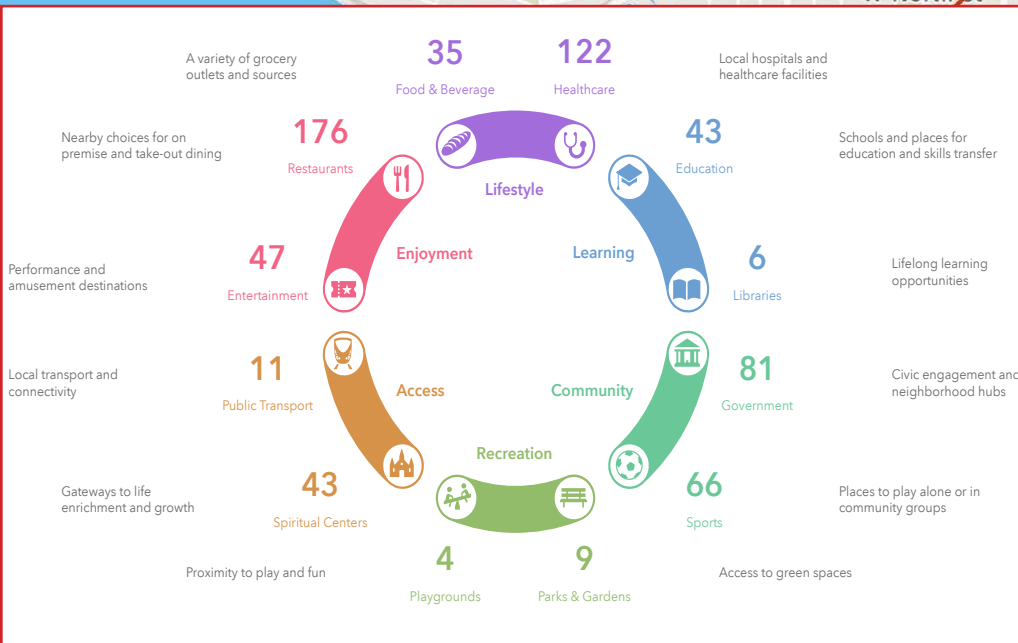 35
Food & Beverage
122
Healthcare
A variety of grocery
outlets and sources
Local hospitals and
healthcare facilities
176
Restaurants
Nearby choices for on
premise and take-out dining
43
Education
Schools and places for
education and skills transfer
Lifestyle
Enjoyment
Learning
47
Entertainment
Performance and
amusement destinations
6
Libraries
Lifelong learning
opportunities
11
Public Transport
Local transport and
connectivity
Access
Community
81
Government
Civic engagement and
neighborhood hubs
Recreation
43
Spiritual Centers
Gateways to life
enrichment and growth
66
Sports
Places to play alone or in
community groups
4
Playgrounds
Proximity to play and fun
9
Parks & Gardens
Access to green spaces